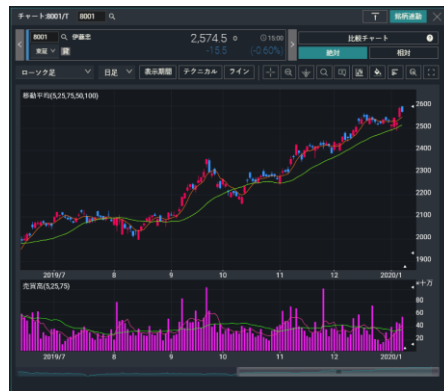 チャート:8001/T 8001 銘柄連動
8001 伊藤忠 2,574.5 15:00 比較チャート
東証 貸 -15.5 (-0.60%) 絶対 相対
ローソク足 日足 表示期間 テクニカル ライン
移動平均(5,25,75,50,100)
2600
2500
2400
2300
2200
2100
2000
1900
2019/7 8 9 10 11 12 2020/1
売買高(5,25,75) ×十万
80
60
40
20
2019/7 8 9 10 11 12 2020/1